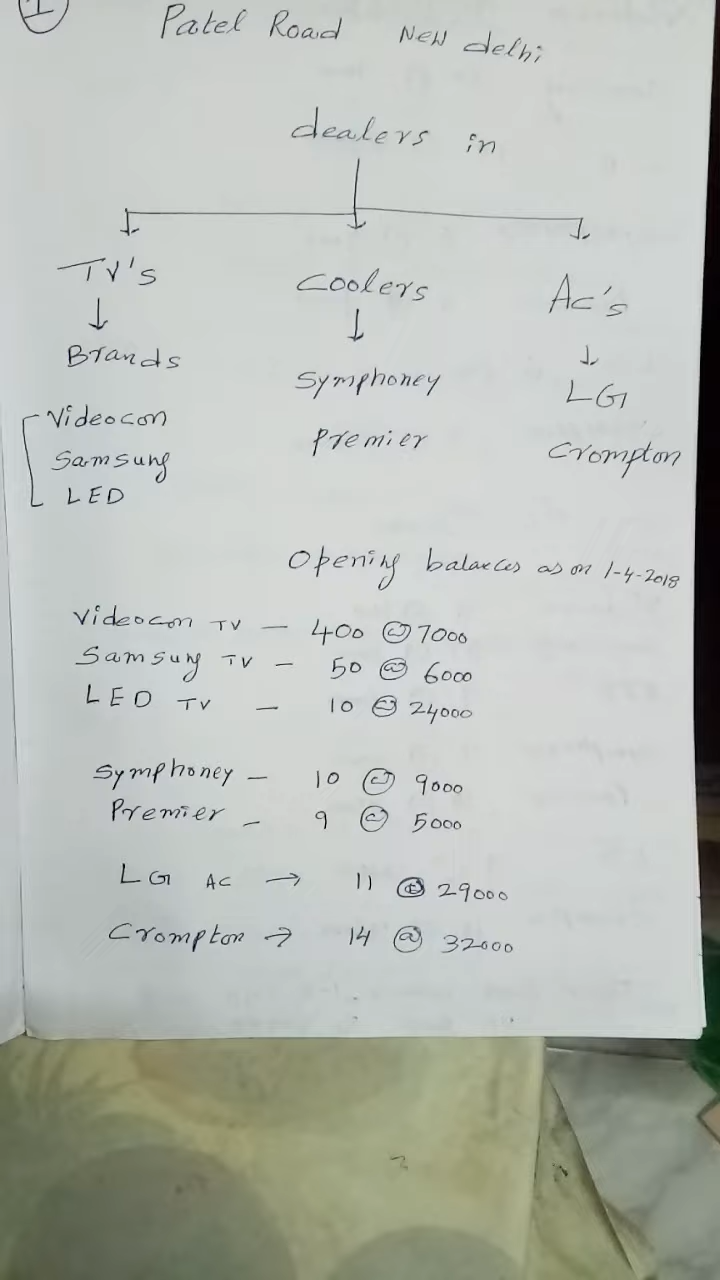 1
Patel Road New delhi
dealers in
TV's Coolers Ac's
Brands Symphoney LG
Videocon Premier Crompton
Samsung
LED
Opening balances as on 1-4-2018
Videocon TV - 400 @ 7000
Samsung TV - 50 @ 6000
LED TV - 10 @ 24000
Symphoney - 10 @ 9000
Premier - 9 @ 5000
LG AC → 11 @ 29000
Crompton → 14 @ 32000